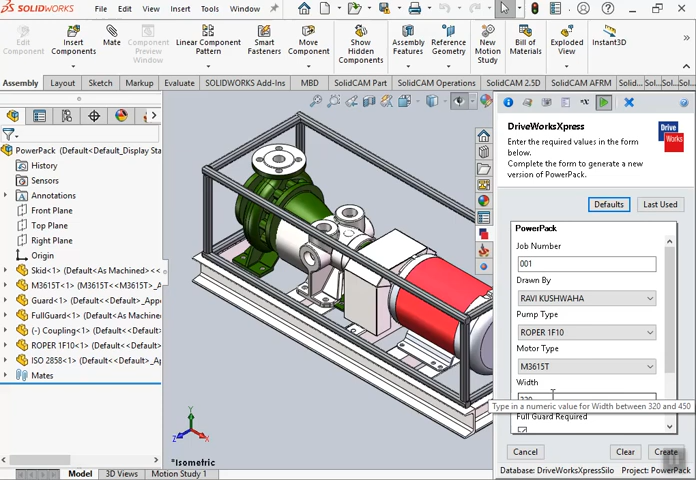 SOLIDWORKS File Edit View Insert Tools Window
Edit Component
Insert Components
Mate
Component Preview Window
Linear Component Pattern
Smart Fasteners
Move Component
Show Hidden Components
Assembly Features
Reference Geometry
New Motion Study
Bill of Materials
Exploded View
Instant3D
Assembly Layout Sketch Markup Evaluate SOLIDWORKS Add-Ins MBD SolidCAM Part SolidCAM Operations SolidCAM 2.5D SolidCAM AFRM Solid...
PowerPack (Default<Default_Display Sta
History
Sensors
Annotations
Front Plane
Top Plane
Right Plane
Origin
Skid<1> (Default<As Machined><<
M3615T<1> (M3615T<<M3615T>_A
Guard<1> (Default<<Default>_Appe
FullGuard<1> (Default<As Machined
(-) Coupling<1> (Default<<Default>_
ROPER 1F10<1> (Default<<Default>_
ISO 2858<1> (Default<<Default>_Ap
Mates
*Isometric
DriveWorksXpress
Drive Works
Enter the required values in the form
below.
Complete the form to generate a new
version of PowerPack.
Defaults Last Used
PowerPack
Job Number
001
Drawn By
RAVI KUSHWAHA
Pump Type
ROPER 1F10
Motor Type
M3615T
Width
320
Type in a numeric value for Width between 320 and 450
Full Guard Required
Cancel Clear Create
Model 3D Views Motion Study 1
Database: DriveWorksXpressSilo Project: PowerPack